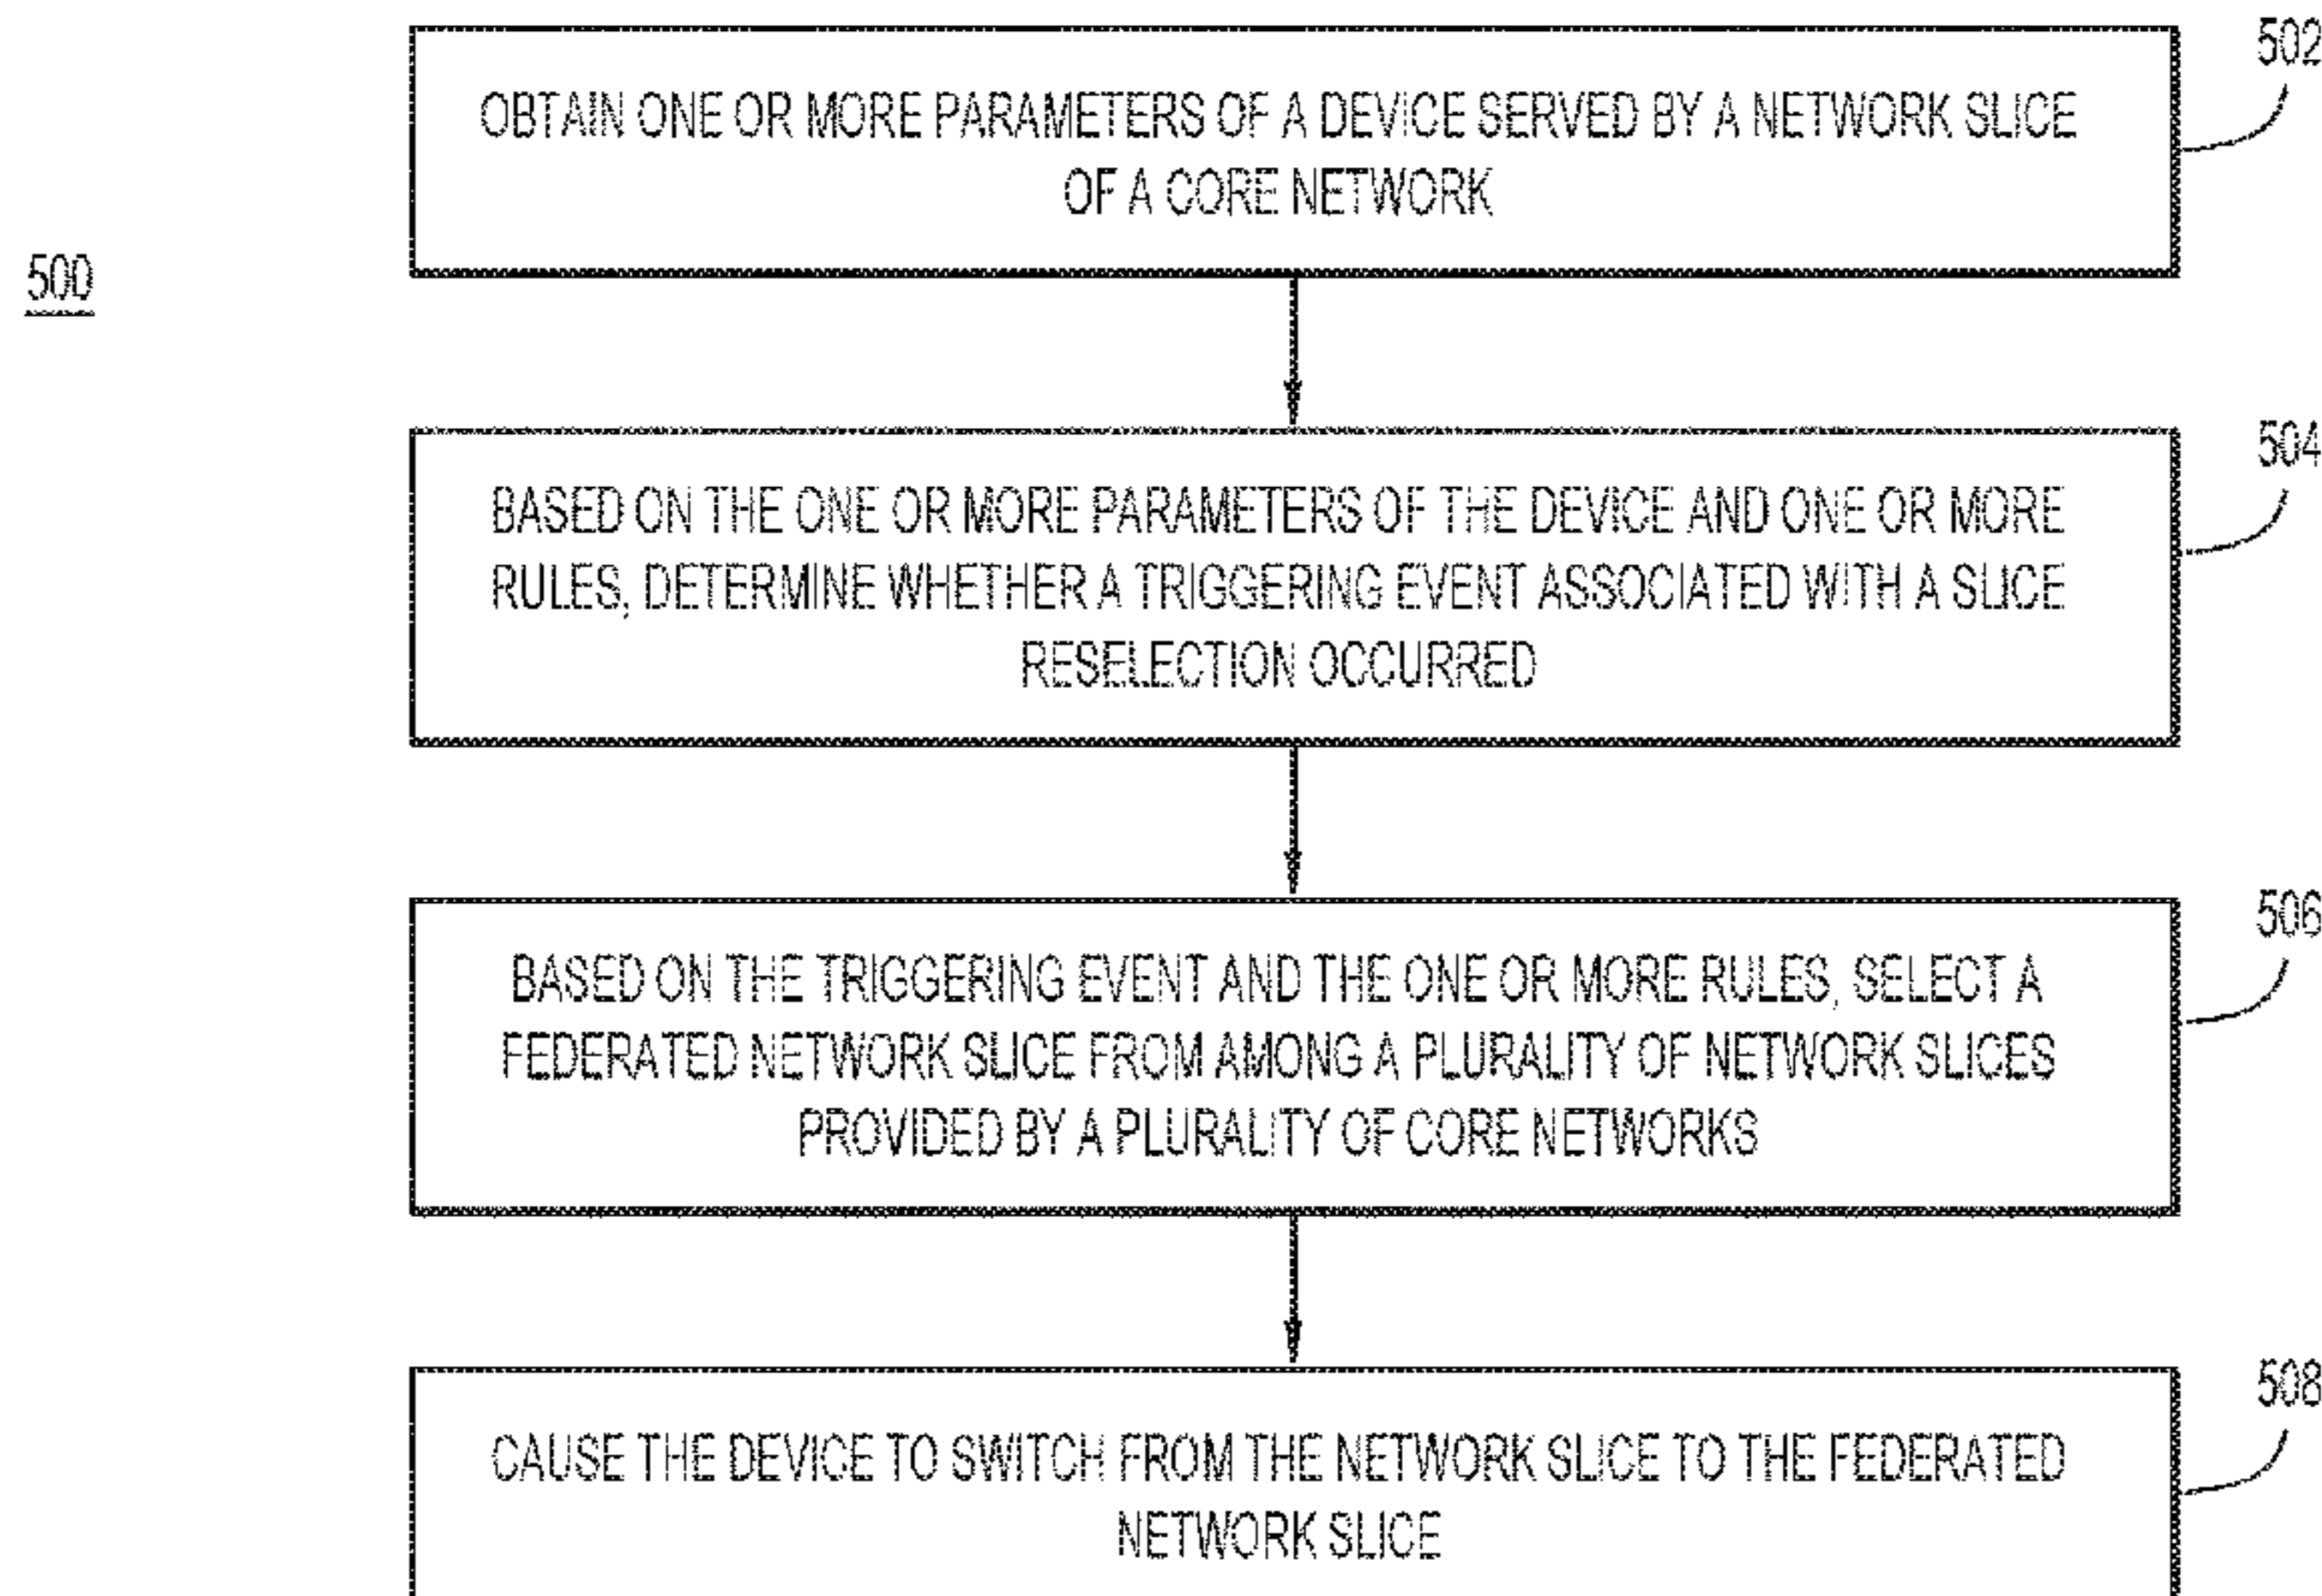 502
OBTAIN ONE OR MORE PARAMETERS OF A DEVICE SERVED BY A NETWORK SLICE
OF A CORE NETWORK
500
504
BASED ON THE ONE OR MORE PARAMETERS OF THE DEVICE AND ONE OR MORE
RULES, DETERMINE WHETHER A TRIGGERING EVENT ASSOCIATED WITH A SLICE
RESELECTION OCCURRED
506
BASED ON THE TRIGGERING EVENT AND THE ONE OR MORE RULES, SELECT A
FEDERATED NETWORK SLICE FROM AMONG A PLURALITY OF NETWORK SLICES
PROVIDED BY A PLURALITY OF CORE NETWORKS
508
CAUSE THE DEVICE TO SWITCH FROM THE NETWORK SLICE TO THE FEDERATED
NETWORK SLICE